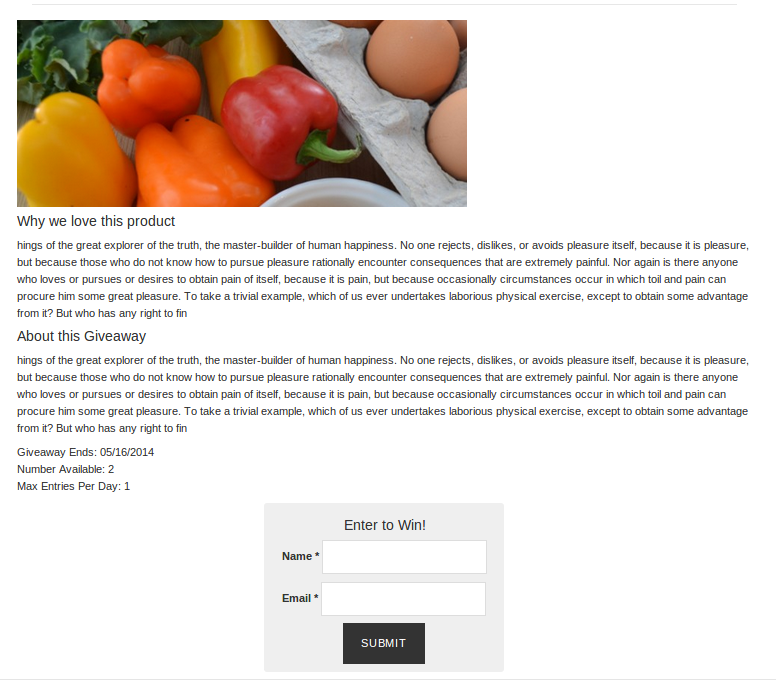 Why we love this product
hings of the great explorer of the truth, the master-builder of human happiness. No one rejects, dislikes, or avoids pleasure itself, because it is pleasure,
but because those who do not know how to pursue pleasure rationally encounter consequences that are extremely painful. Nor again is there anyone
who loves or pursues or desires to obtain pain of itself, because it is pain, but because occasionally circumstances occur in which toil and pain can
procure him some great pleasure. To take a trivial example, which of us ever undertakes laborious physical exercise, except to obtain some advantage
from it? But who has any right to fin
About this Giveaway
hings of the great explorer of the truth, the master-builder of human happiness. No one rejects, dislikes, or avoids pleasure itself, because it is pleasure,
but because those who do not know how to pursue pleasure rationally encounter consequences that are extremely painful. Nor again is there anyone
who loves or pursues or desires to obtain pain of itself, because it is pain, but because occasionally circumstances occur in which toil and pain can
procure him some great pleasure. To take a trivial example, which of us ever undertakes laborious physical exercise, except to obtain some advantage
from it? But who has any right to fin
Giveaway Ends: 05/16/2014
Number Available: 2
Max Entries Per Day: 1
Enter to Win!
Name *
Email *
SUBMIT